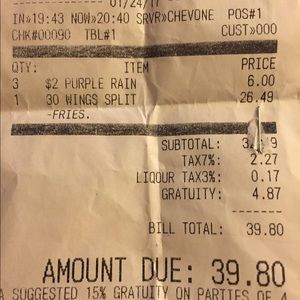 01/24/17
IN»19:43 NOW»20:40 SRVR»CHEVONE POS#1
CHK#00090 TBL#1 CUST»000
QTY: ITEM PRICE
3 $2 PURPLE RAIN 6.00
1 30 WINGS SPLIT 26.49
-FRIES.
SUBTOTAL:
TAX7%: 2.27
LIQOUR TAX3%: 0.17
GRATUITY: 4.87
BILL TOTAL: 39.80
AMOUNT DUE: 39.80
A SUGGESTED 15% GRATUITY ON PARTIES OF 4